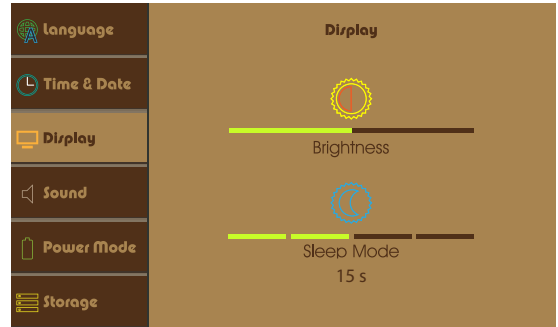 Language
Time & Date
Display
Sound
Power Mode
Storage
Display
Brightness
Sleep Mode
15 s